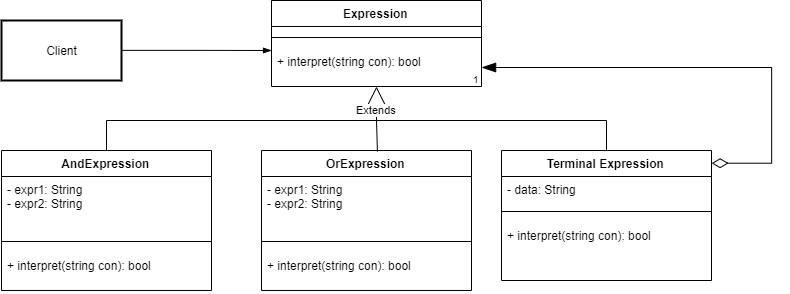 Expression
Client
+ interpret(string con): bool
1
Extends
AndExpression
- expr1: String
- expr2: String
+ interpret(string con): bool
OrExpression
- expr1: String
- expr2: String
+ interpret(string con): bool
Terminal Expression
- data: String
+ interpret(string con): bool